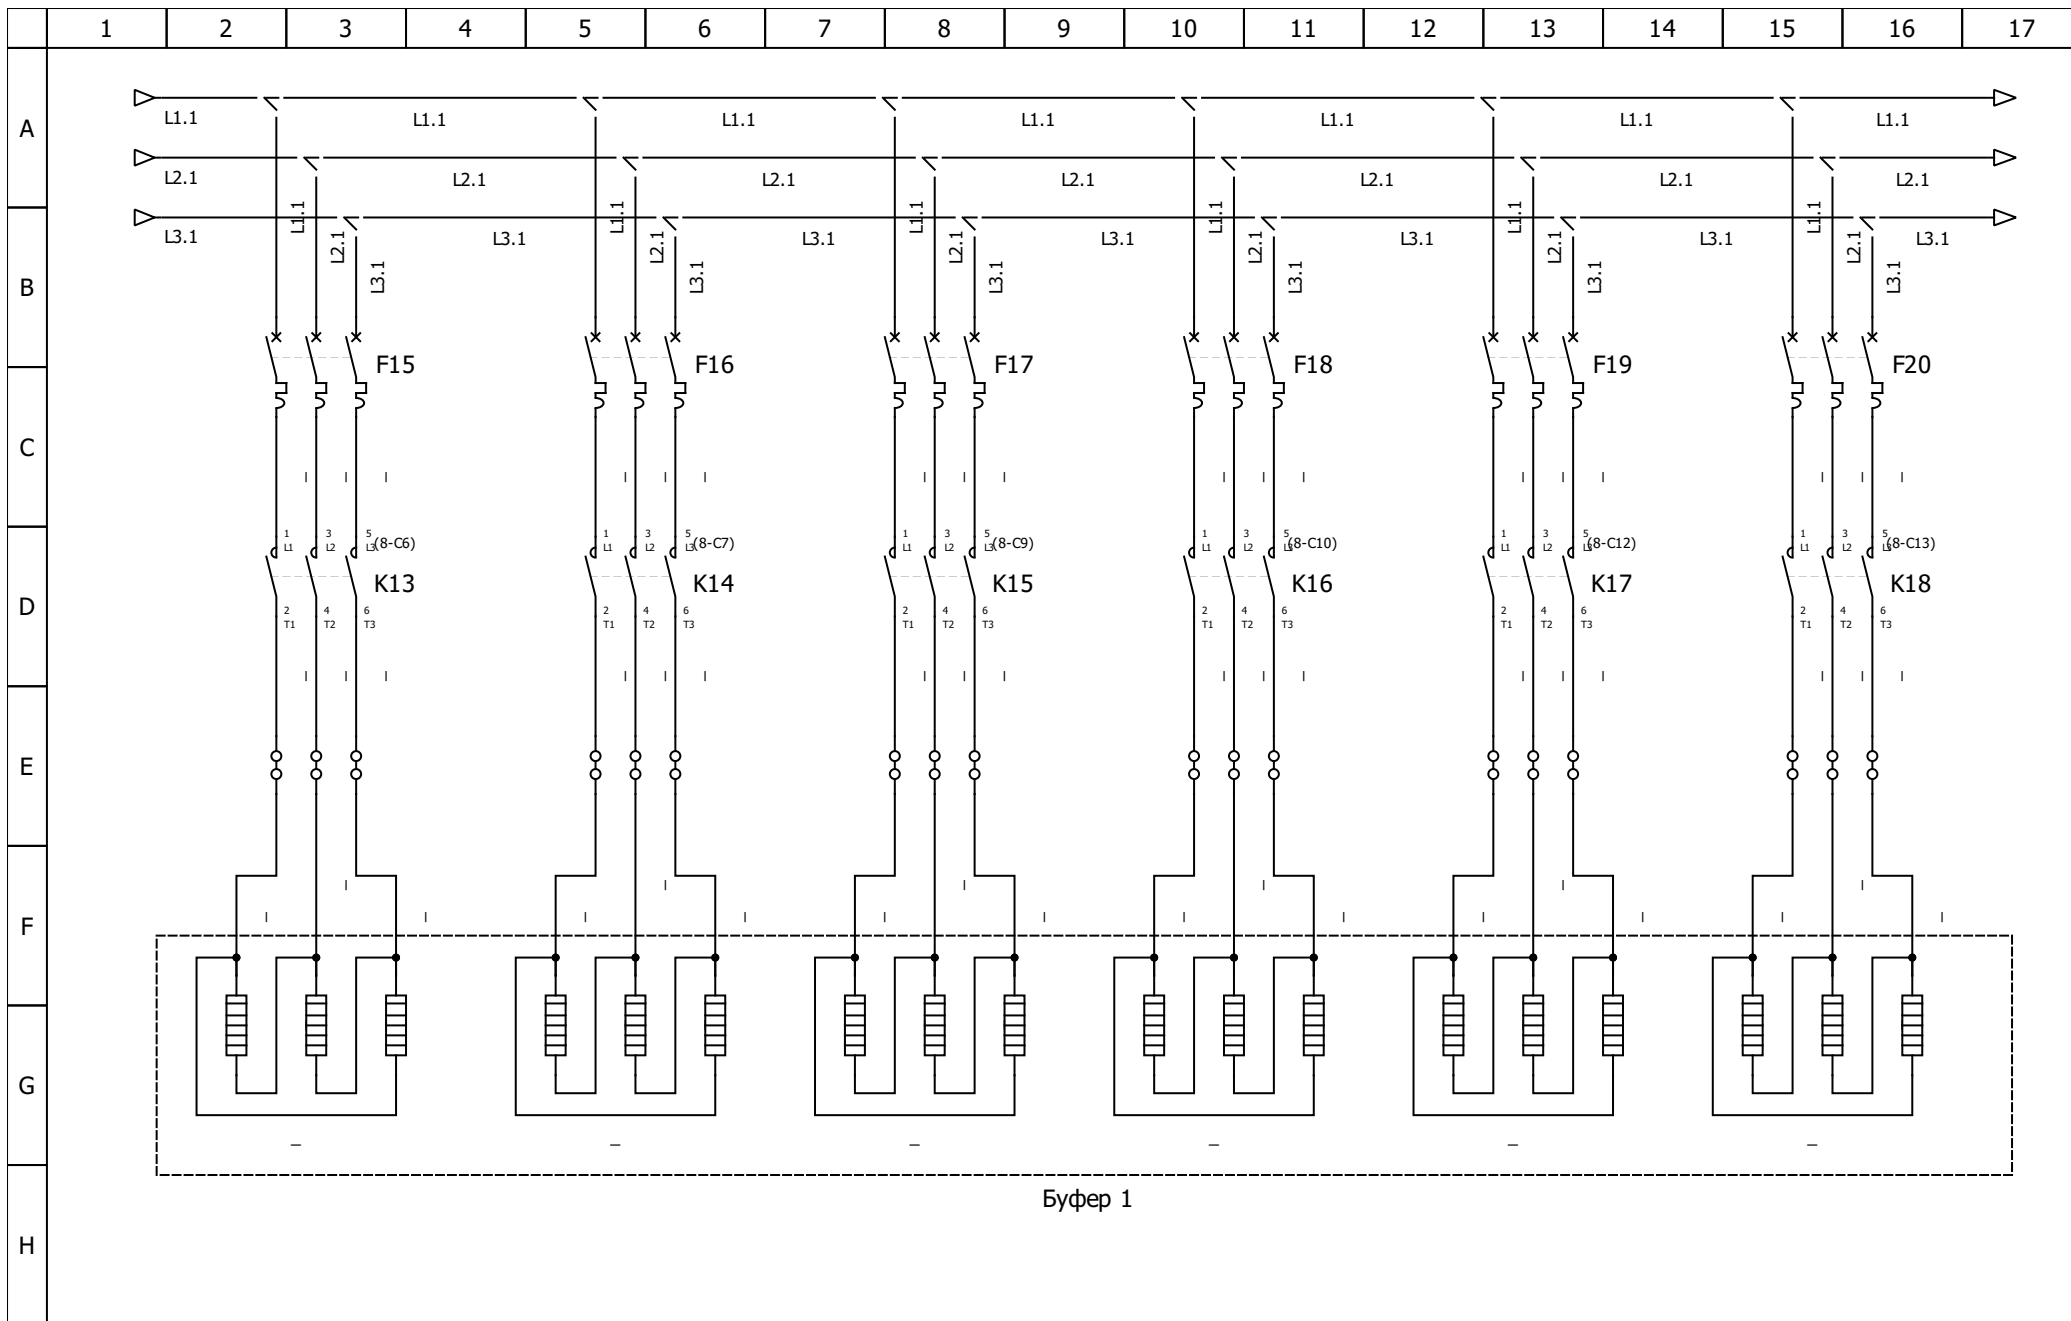 1 2 3 4 5 6 7 8 9 10 11 12 13 14 15 16 17
A
L1.1 L1.1 L1.1 L1.1 L1.1 L1.1 L1.1
L2.1 L2.1 L2.1 L2.1 L2.1 L2.1 L2.1
L1.1 L1.1 L1.1 L1.1 L1.1 L1.1
L3.1 L3.1 L3.1 L3.1 L3.1 L3.1 L3.1
L2.1 L2.1 L2.1 L2.1 L2.1 L2.1
L3.1 L3.1 L3.1 L3.1 L3.1 L3.1
B
F15 F16 F17 F18 F19 F20
C
1 3 5 1 3 5 1 3 5 1 3 5 1 3 5 1 3 5
L1 L2 L3 (8-C6) L1 L2 L3 (8-C7) L1 L2 L3 (8-C9) L1 L2 L3 (8-C10) L1 L2 L3 (8-C12) L1 L2 L3 (8-C13)
K13 K14 K15 K16 K17 K18
D
2 4 6 2 4 6 2 4 6 2 4 6 2 4 6 2 4 6
T1 T2 T3 T1 T2 T3 T1 T2 T3 T1 T2 T3 T1 T2 T3 T1 T2 T3
E
F
G
Буфер 1
H